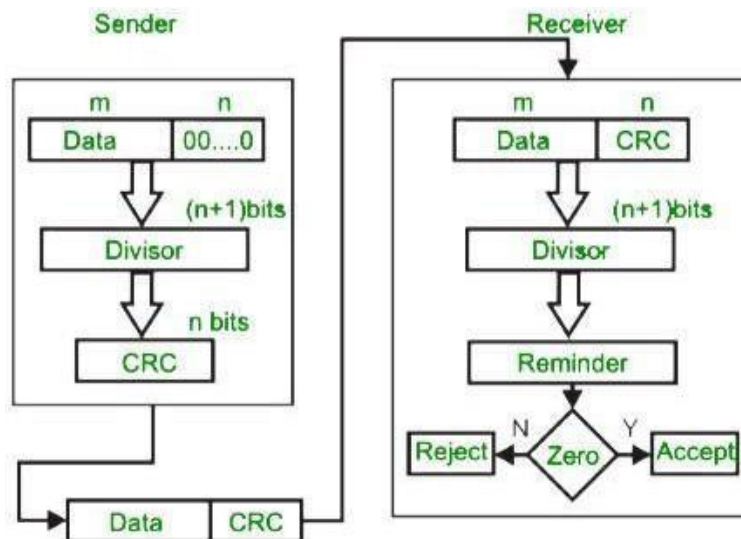 Sender
m n
Data 00....0
(n+1)bits
Divisor
n bits
CRC
Data CRC
Receiver
m n
Data CRC
(n+1)bits
Divisor
Reminder
N Y
Reject Zero Accept